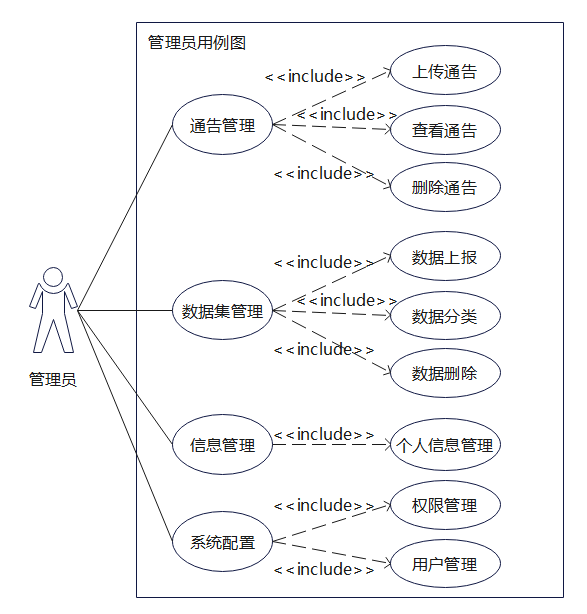 管理员用例图
<<include>>
上传通告
通告管理
<<include>>
查看通告
<<include>>
删除通告
<<include>>
数据上报
数据集管理
<<include>>
数据分类
<<include>>
数据删除
管理员
信息管理
<<include>>
个人信息管理
<<include>>
权限管理
系统配置
<<include>>
用户管理